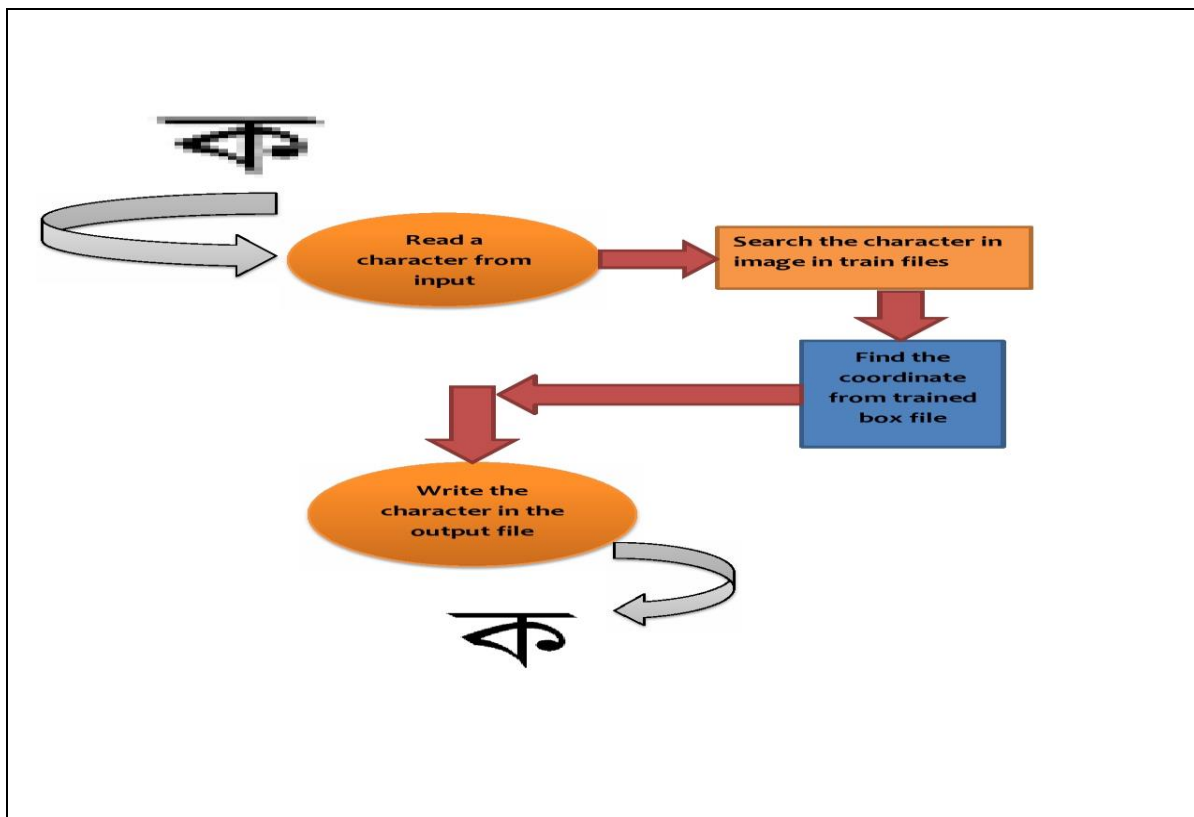 ক
Read a
character from
input
Search the character in
image in train files
Find the
coordinate
from trained
box file
Write the
character in the
output file
ক